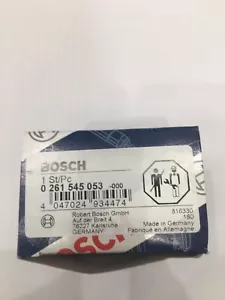 BOSCH
1 St/Pc
0 261 545 053 -000
4 047024 934474
Robert Bosch GmbH
Auf der Breit 4
76227 Karlsruhe
GERMANY
816330
180
Made in Germany
Fabriqué en Allemagne